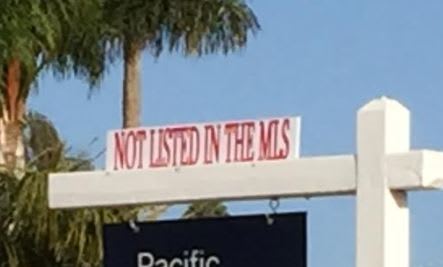 NOT LISTED IN THE MLS
Pacific